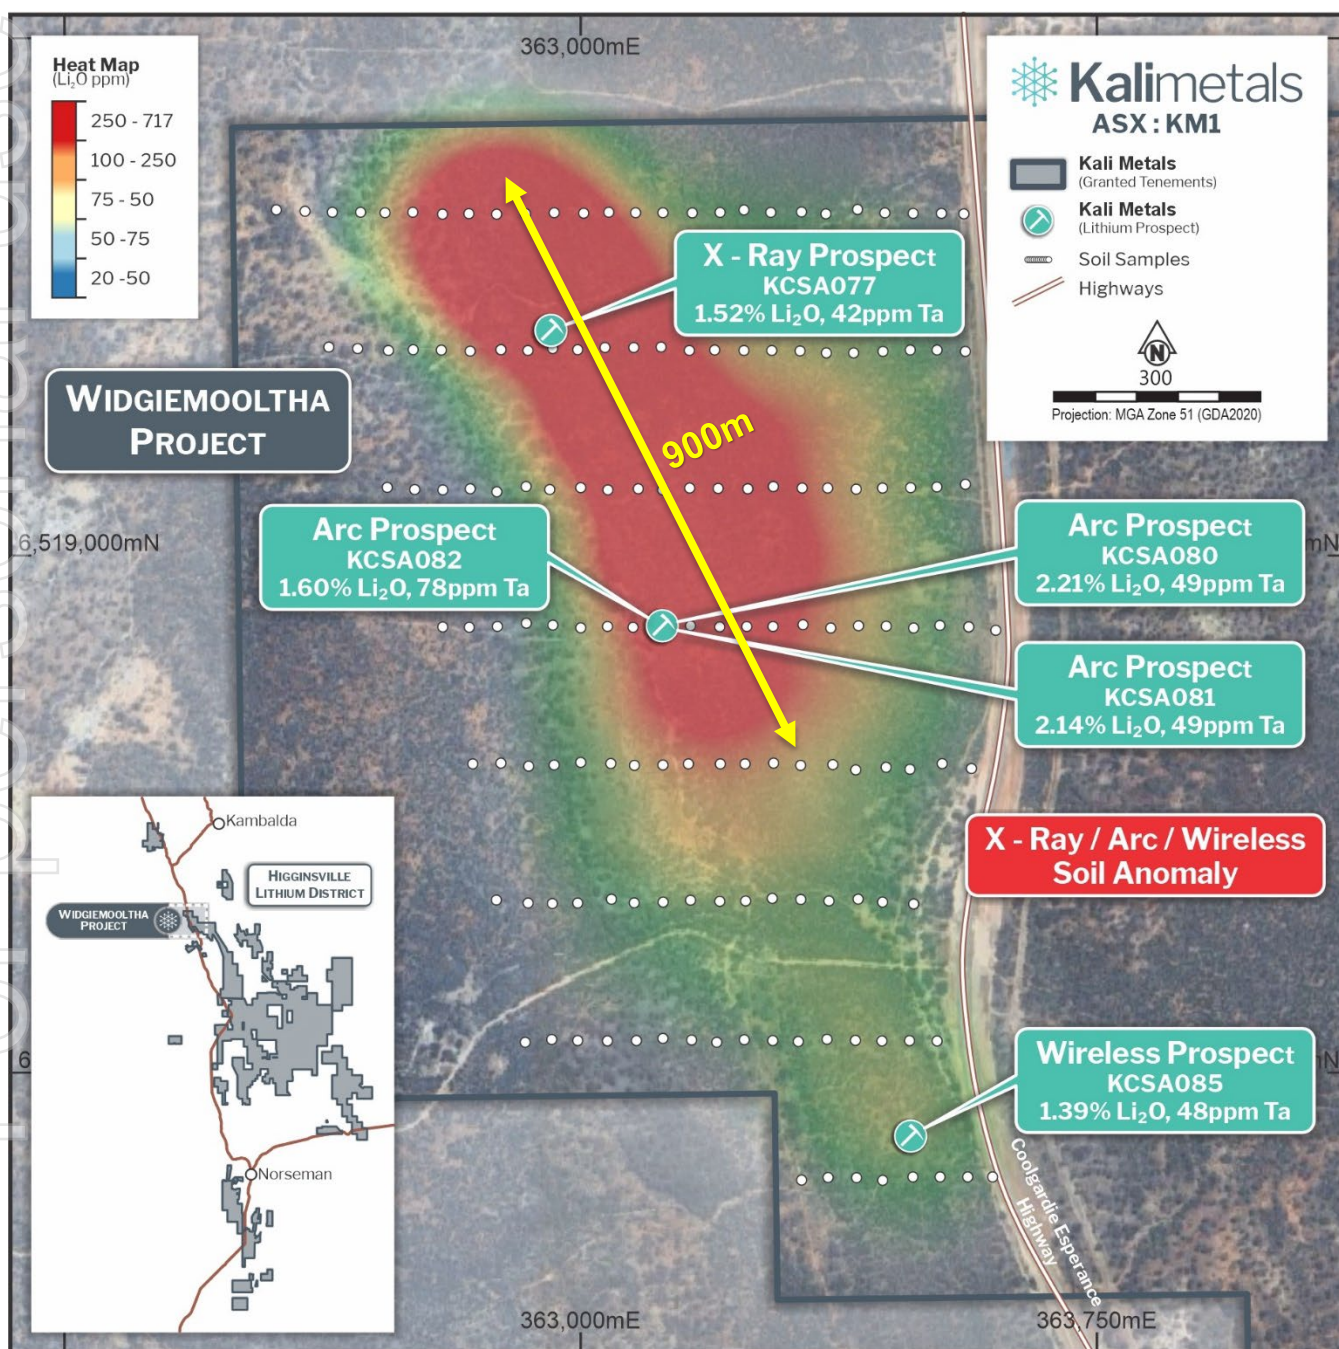 363,000mE
Heat Map
(Li₂O ppm)
250 - 717
100 - 250
75 - 50
50 -75
20 -50
Kalimetals
ASX : KM1
Kali Metals
(Granted Tenements)
Kali Metals
(Lithium Prospect)
Soil Samples
Highways
N
300
Projection: MGA Zone 51 (GDA2020)
X - Ray Prospect
KCSA077
1.52% Li₂O, 42ppm Ta
WIDGIEMOOLTHA
PROJECT
900m
6,519,000mN
Arc Prospect
KCSA082
1.60% Li₂O, 78ppm Ta
Arc Prospect
KCSA080
2.21% Li₂O, 49ppm Ta
mN
Arc Prospect
KCSA081
2.14% Li₂O, 49ppm Ta
X - Ray / Arc / Wireless
Soil Anomaly
Kambalda
HIGGINSVILLE
LITHIUM DISTRICT
WIDGIEMOOLTHA
PROJECT
Norseman
Wireless Prospect
KCSA085
1.39% Li₂O, 48ppm Ta
Coolgardie Esperance
Highway
363,000mE
363,750mE